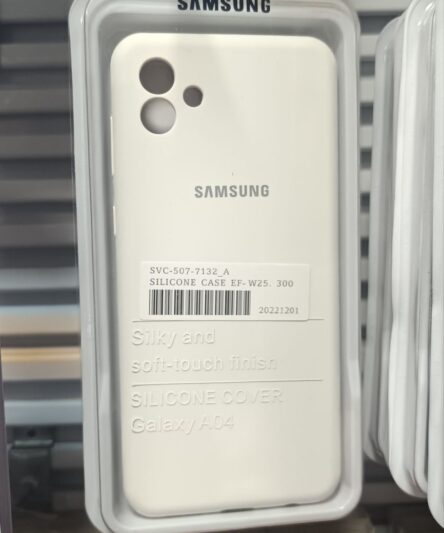 SAMSUNG
SAMSUNG
SVC-507-7132_A
SILICONE CASE EF-W25. 300
20221201
Silky and
soft-touch finish
SILICONE COVER
Galaxy A04